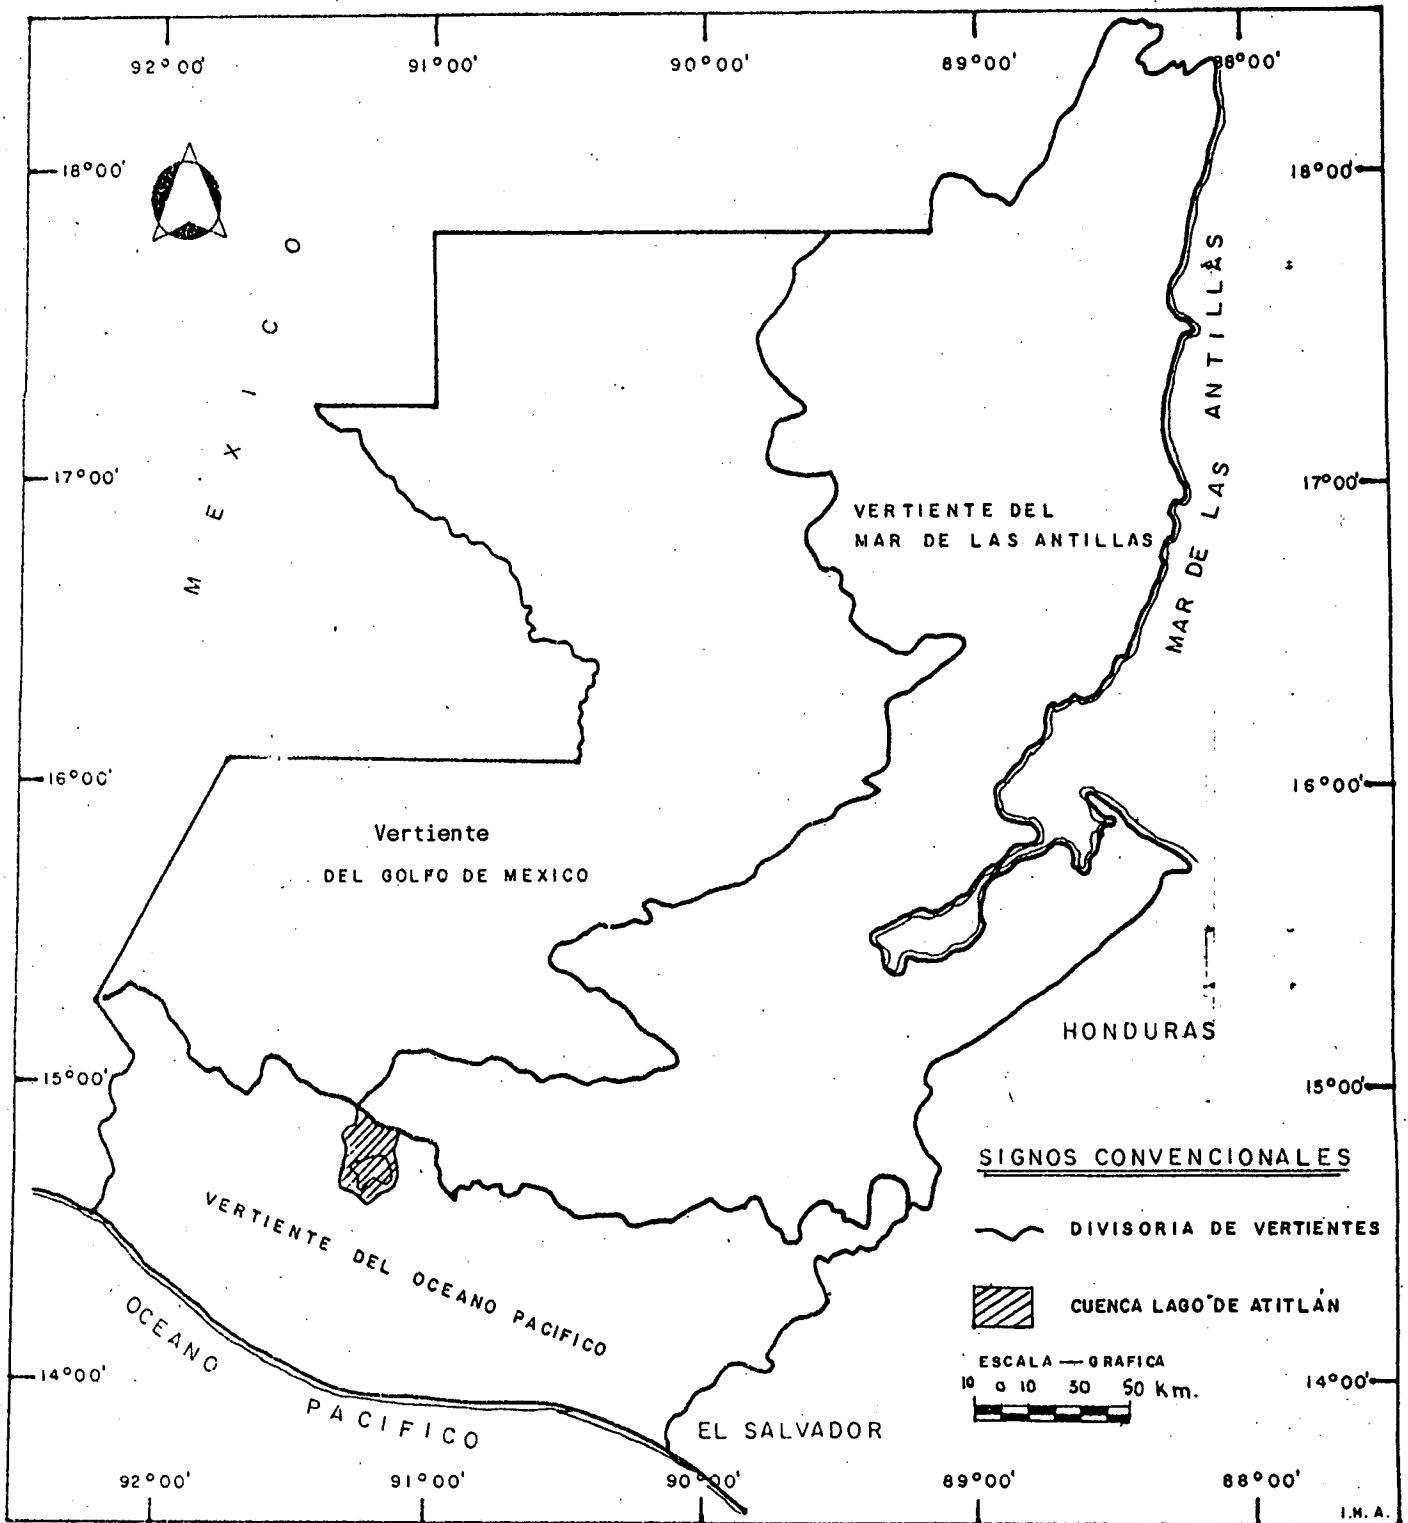 92°00' 91°00' 90°00' 89°00' 88°00'
18°00' 18°00'
MEXICO
MAR DE LAS ANTILLAS
17°00' 17°00'
VERTIENTE DEL
MAR DE LAS ANTILLAS
16°00' 16°00'
Vertiente
DEL GOLFO DE MEXICO
HONDURAS
15°00' 15°00'
SIGNOS CONVENCIONALES
DIVISORIA DE VERTIENTES
CUENCA LAGO DE ATITLÁN
VERTIENTE DEL OCEANO PACIFICO
OCEANO PACIFICO
ESCALA — GRAFICA
10 0 10 30 50 Km.
14°00' 14°00'
EL SALVADOR
92°00' 91°00' 90°00' 89°00' 88°00'
I.H.A.